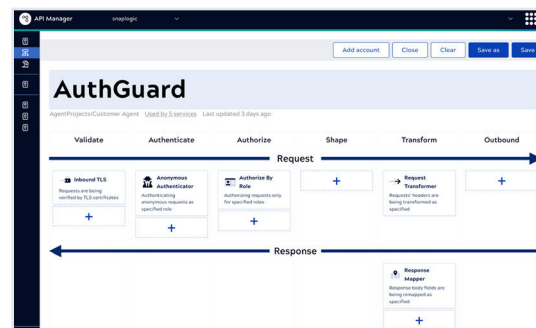 API Manager
snaplogic
Add account
Close
Clear
Save as
Save
AuthGuard
AgentProjects/Customer Agent Used by 5 services Last updated 3 days ago
Validate
Authenticate
Authorize
Shape
Transform
Outbound
Request
Inbound TLS
Requests are being
verified by TLS certificates
+
Anonymous
Authenticator
Authenticating
anonymous requests as
specified role
+
Authorize By
Role
Authorizing requests only
for specified roles
+
+
Request
Transformer
Requests' headers are
being transformed as
specified
+
Response
Response
Mapper
Response body fields are
being remapped as
specified
+